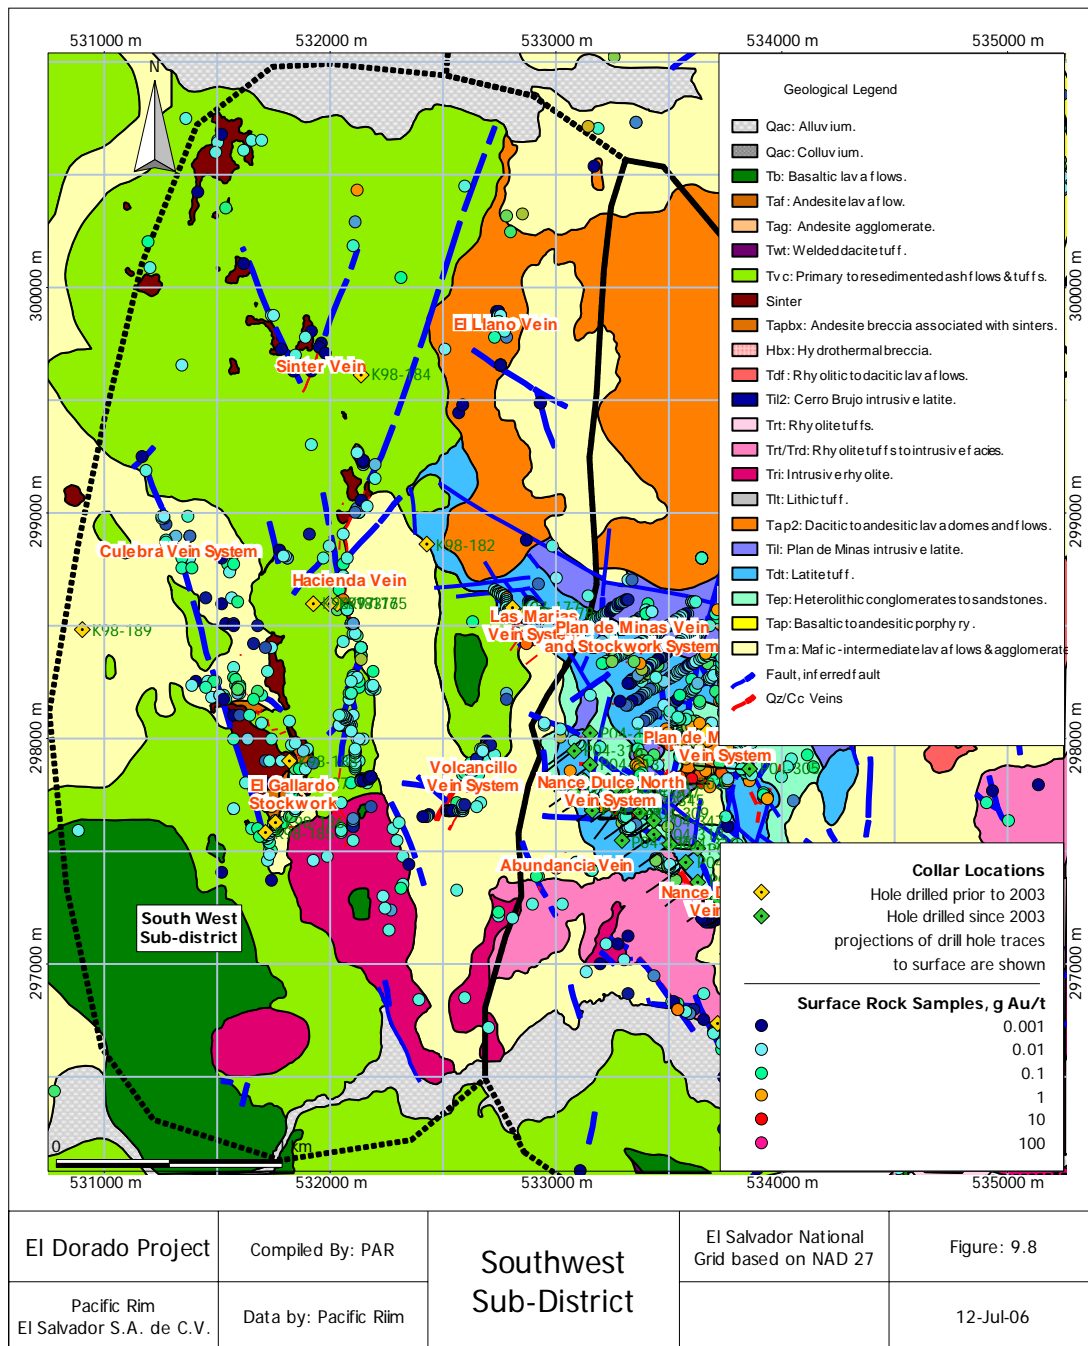 531000 m
532000 m
533000 m
534000 m
535000 m
N
300000 m
299000 m
298000 m
297000 m
300000 m
299000 m
298000 m
297000 m
Geological Legend
Qac: Alluvium.
Qac: Colluvium.
Tb: Basaltic lava flows.
Taf: Andesite lava flow.
Tag: Andesite agglomerate.
Twt: Welded dacite tuff.
Tvc: Primary to resedimented ash flows & tuffs.
Sinter
Tapbx: Andesite breccia associated with sinters.
Hbx: Hydrothermal breccia.
Tdf: Rhyolitic to dacitic lava flows.
Til2: Cerro Brujo intrusive latite.
Trt: Rhyolite tuffs.
Trt/Trd: Rhyolite tuffs to intrusive facies.
Tri: Intrusive rhyolite.
Tlt: Lithic tuff.
Tap2: Dacitic to andesitic lava domes and flows.
Til: Plan de Minas intrusive latite.
Tdt: Latite tuff.
Tep: Heterolithic conglomerates to sandstones.
Tap: Basaltic to andesitic porphyry.
Tma: Mafic-intermediate lava flows & agglomerate
Fault, inferred fault
Qz/Cc Veins
El Llano Vein
Sinter Vein
K98-184
K98-182
Culebra Vein System
Hacienda Vein
K98-189
Las Marias
Vein System
Plan de Minas Vein
and Stockwork System
Plan de M
Vein System
Volcancillo
Vein System
Nance Dulce North
Vein System
El Gallardo
Stockwork
Abundancia Vein
Nance D
Vein
South West
Sub-district
Collar Locations
Hole drilled prior to 2003
Hole drilled since 2003
projections of drill hole traces
to surface are shown
Surface Rock Samples, g Au/t
0.001
0.01
0.1
1
10
100
0
km
531000 m
532000 m
533000 m
534000 m
535000 m
El Dorado Project
Compiled By: PAR
Southwest
Sub-District
El Salvador National
Grid based on NAD 27
Figure: 9.8
Pacific Rim
El Salvador S.A. de C.V.
Data by: Pacific Riim
12-Jul-06